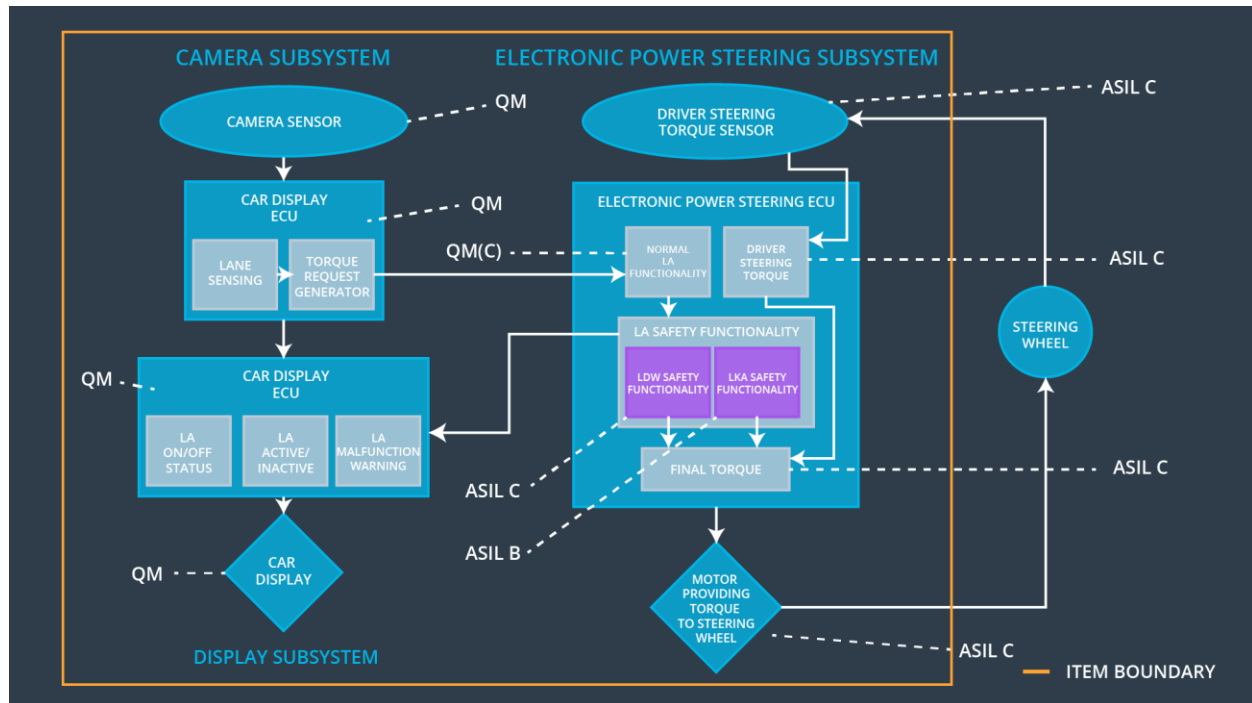 CAMERA SUBSYSTEM
ELECTRONIC POWER STEERING SUBSYSTEM
CAMERA SENSOR
QM
DRIVER STEERING
TORQUE SENSOR
ASIL C
CAR DISPLAY
ECU
QM
LANE
SENSING
TORQUE
REQUEST
GENERATOR
ELECTRONIC POWER STEERING ECU
QM(C)
NORMAL
LA
FUNCTIONALITY
DRIVER
STEERING
TORQUE
ASIL C
LA SAFETY FUNCTIONALITY
LDW SAFETY
FUNCTIONALITY
LKA SAFETY
FUNCTIONALITY
STEERING
WHEEL
CAR DISPLAY
ECU
QM
LA
ON/OFF
STATUS
LA
ACTIVE/
INACTIVE
LA
MALFUNCTION
WARNING
FINAL TORQUE
ASIL C
ASIL C
ASIL B
QM
CAR
DISPLAY
MOTOR
PROVIDING
TORQUE
TO STEERING
WHEEL
ASIL C
DISPLAY SUBSYSTEM
ITEM BOUNDARY